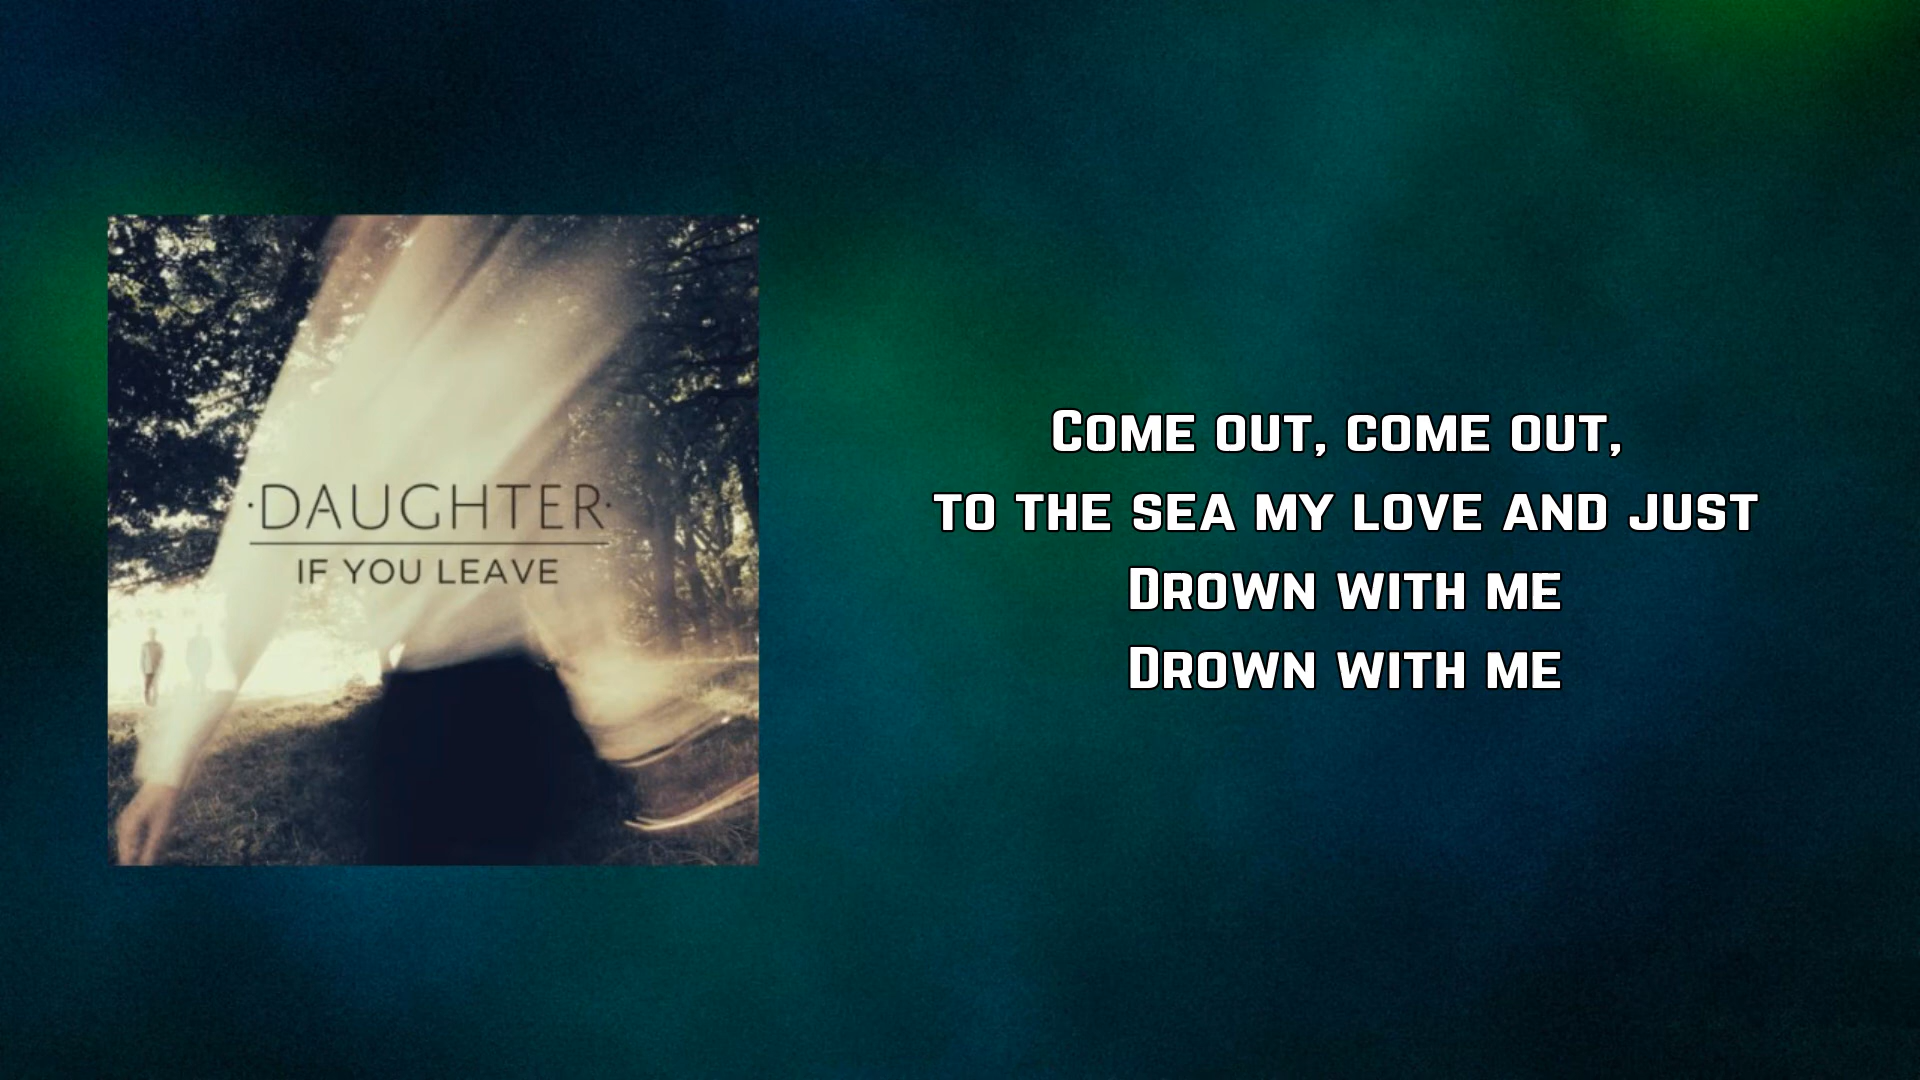 ·DAUGHTER·
IF YOU LEAVE
Come out, come out,
to the sea my love and just
Drown with me
Drown with me